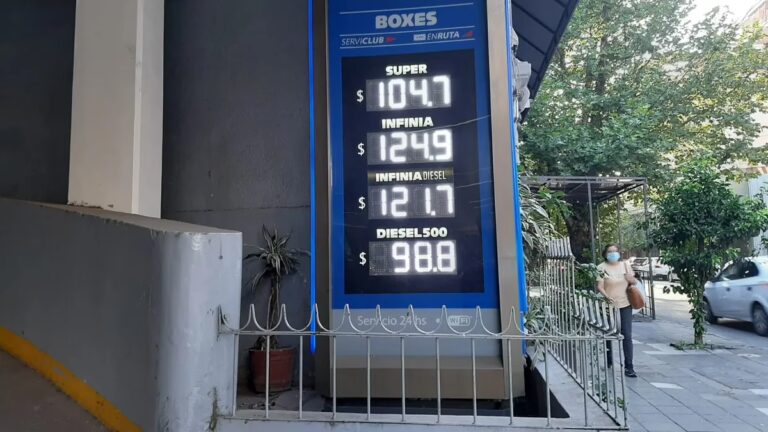 BOXES
SERVICLUB YPF ENRUTA
SUPER
$ 104.7
INFINIA
$ 124.9
INFINIA DIESEL
$ 121.7
DIESEL500
$ 98.8
Servicio 24hs • WiFi